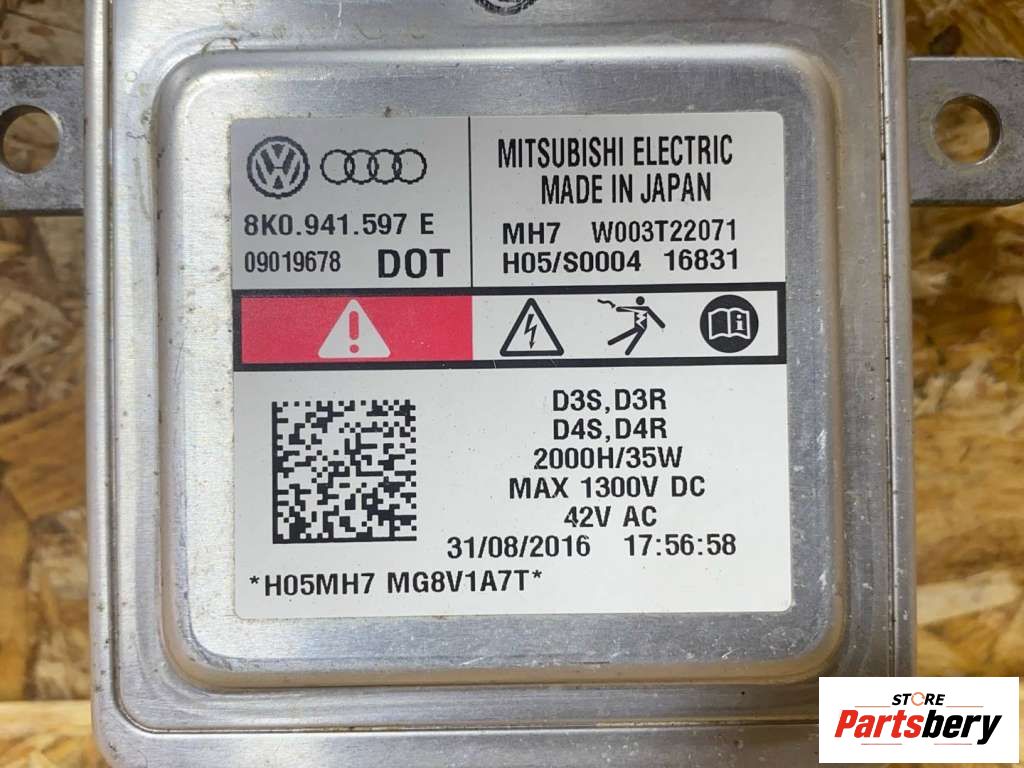 8K0.941.597 E
09019678 DOT
MITSUBISHI ELECTRIC
MADE IN JAPAN
MH7 W003T22071
H05/S0004 16831
D3S,D3R
D4S,D4R
2000H/35W
MAX 1300V DC
42V AC
31/08/2016 17:56:58
*H05MH7 MG8V1A7T*
STORE
Partsbery